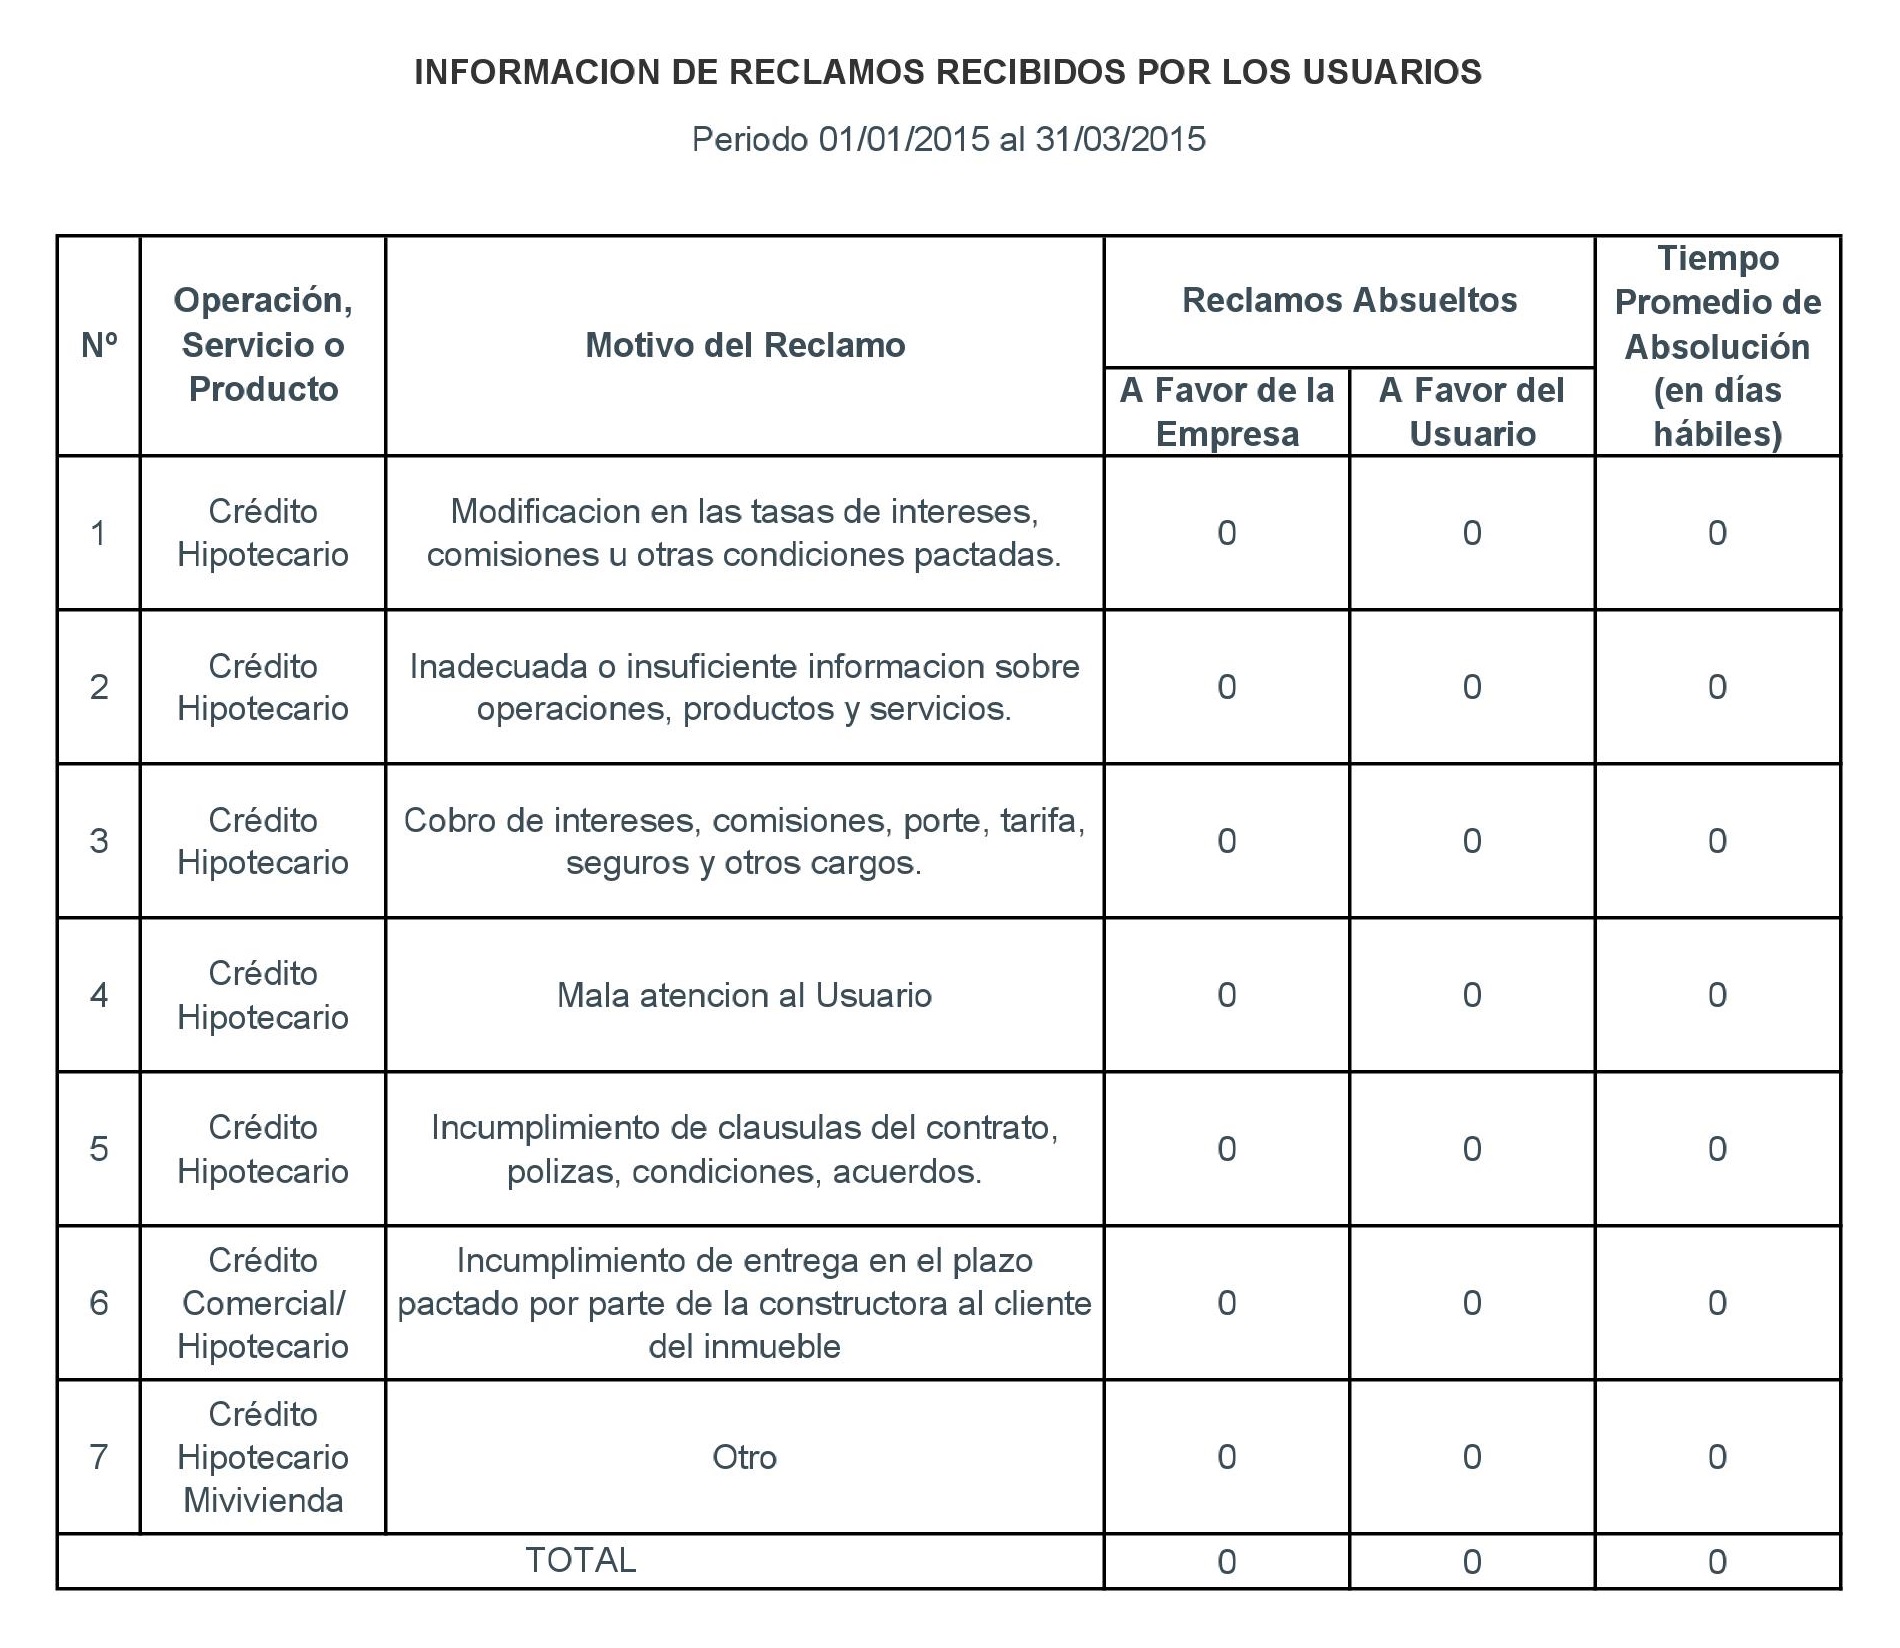 INFORMACION DE RECLAMOS RECIBIDOS POR LOS USUARIOS
Periodo 01/01/2015 al 31/03/2015
Nº
Operación,
Servicio o
Producto
Motivo del Reclamo
Reclamos Absueltos
A Favor de la
Empresa
A Favor del
Usuario
Tiempo
Promedio de
Absolución
(en días
hábiles)
1
Crédito
Hipotecario
Modificacion en las tasas de intereses,
comisiones u otras condiciones pactadas.
0
0
0
2
Crédito
Hipotecario
Inadecuada o insuficiente informacion sobre
operaciones, productos y servicios.
0
0
0
3
Crédito
Hipotecario
Cobro de intereses, comisiones, porte, tarifa,
seguros y otros cargos.
0
0
0
4
Crédito
Hipotecario
Mala atencion al Usuario
0
0
0
5
Crédito
Hipotecario
Incumplimiento de clausulas del contrato,
polizas, condiciones, acuerdos.
0
0
0
6
Crédito
Comercial/
Hipotecario
Incumplimiento de entrega en el plazo
pactado por parte de la constructora al cliente
del inmueble
0
0
0
7
Crédito
Hipotecario
Mivivienda
Otro
0
0
0
TOTAL
0
0
0